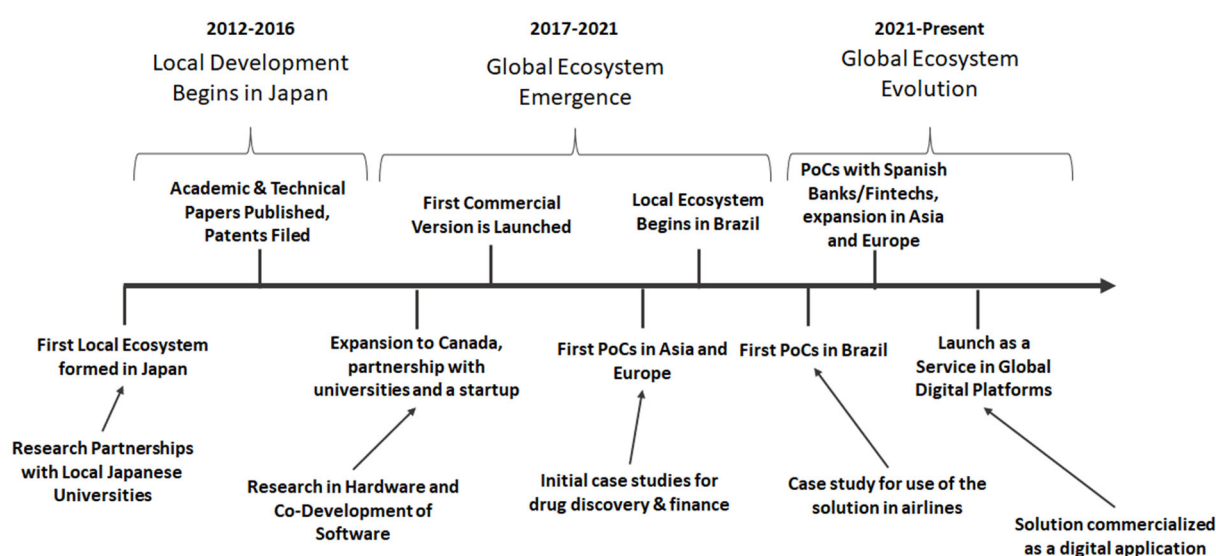 2012-2016
Local Development
Begins in Japan
2017-2021
Global Ecosystem
Emergence
2021-Present
Global Ecosystem
Evolution
Academic & Technical
Papers Published,
Patents Filed
First Commercial
Version is Launched
Local Ecosystem
Begins in Brazil
PoCs with Spanish
Banks/Fintechs,
expansion in Asia
and Europe
First Local Ecosystem
formed in Japan
Expansion to Canada,
partnership with
universities and a startup
First PoCs in Asia and
Europe
First PoCs in Brazil
Launch as a
Service in Global
Digital Platforms
Research Partnerships
with Local Japanese
Universities
Research in Hardware and
Co-Development of
Software
Initial case studies for
drug discovery & finance
Case study for use of the
solution in airlines
Solution commercialized
as a digital application